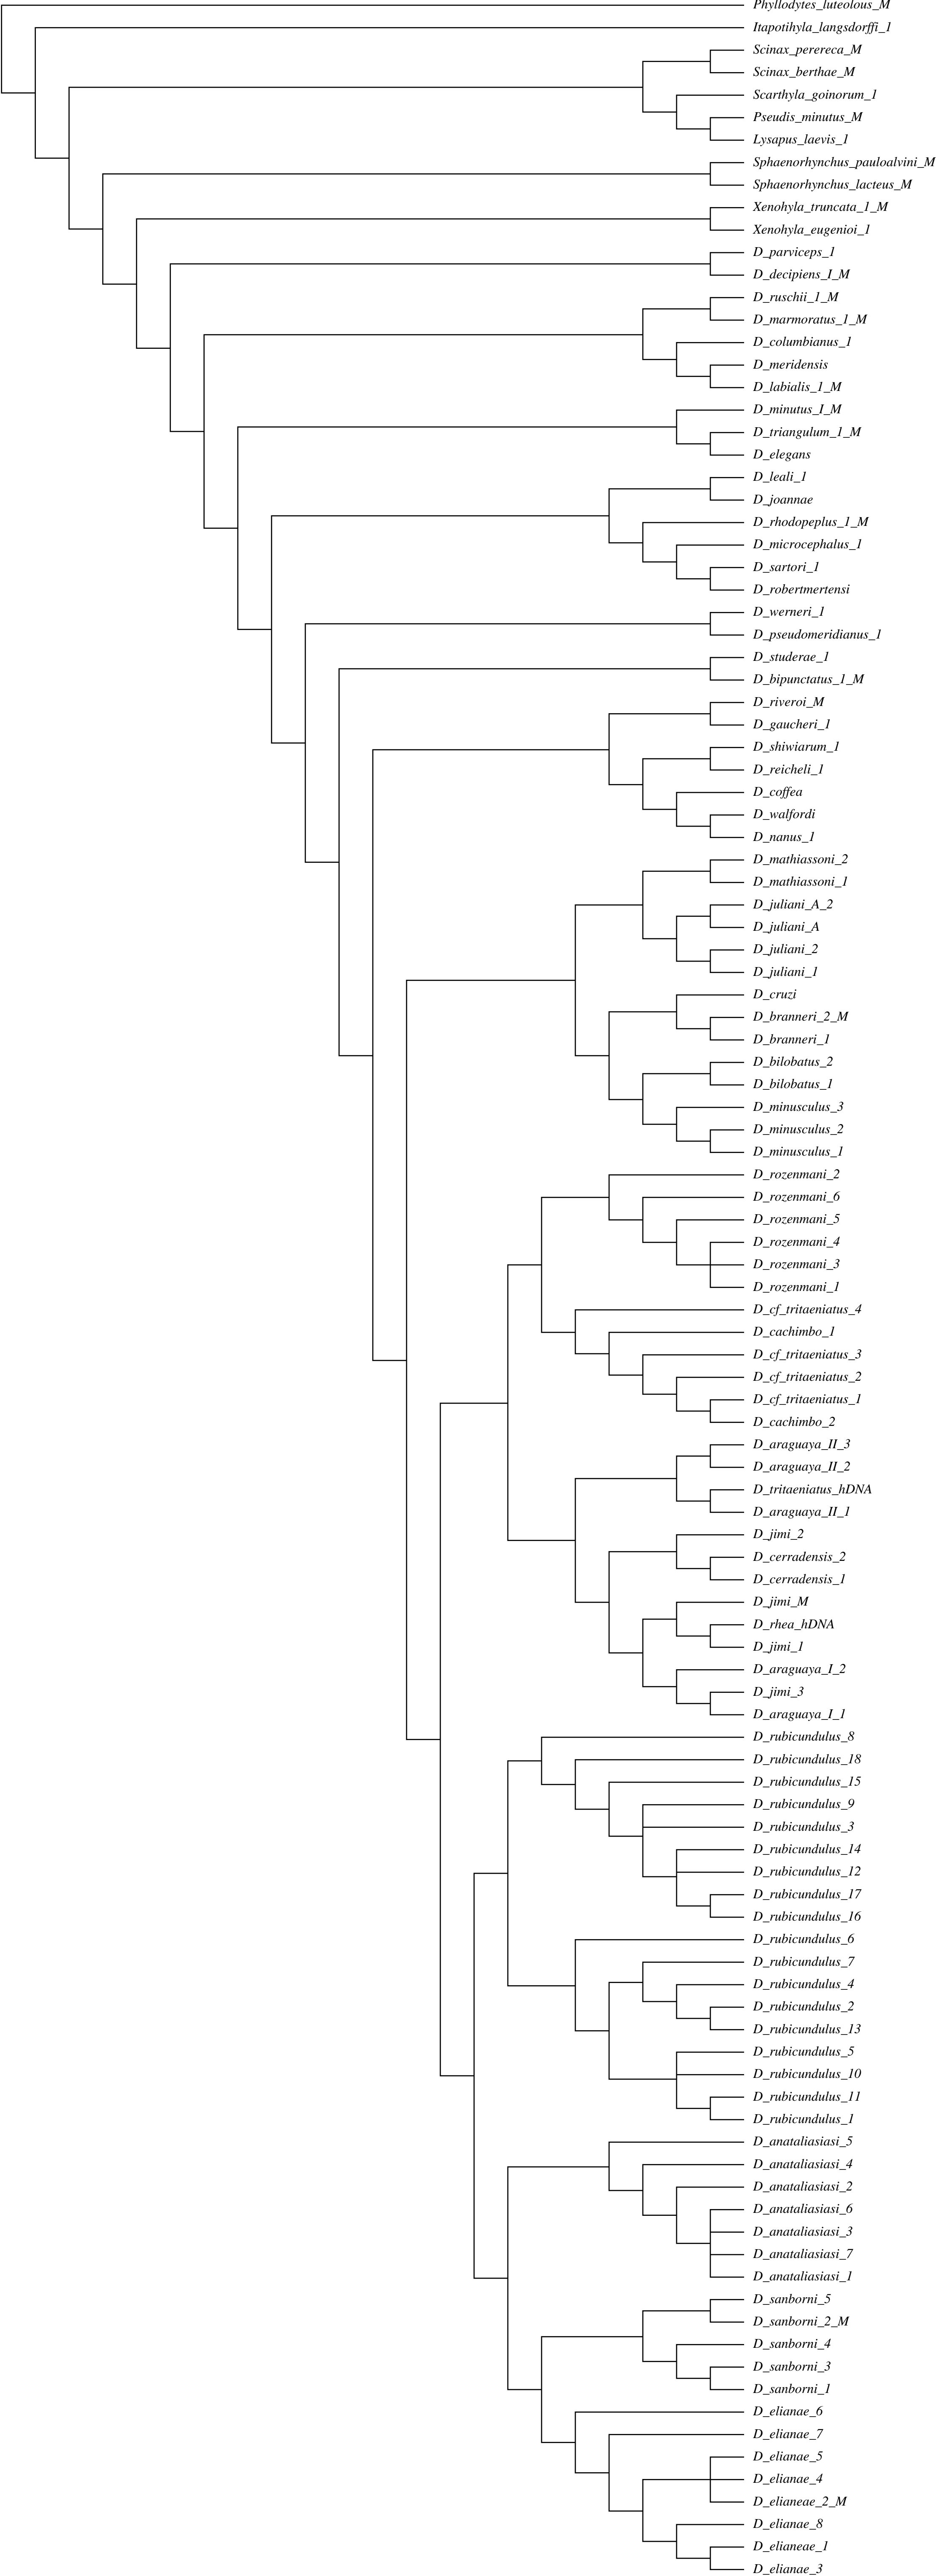 Phyllodytes_luteolous_M
Itapotihyla_langsdorffi_1
Scinax_perereca_M
Scinax_berthae_M
Scarthyla_goinorum_1
Pseudis_minutus_M
Lysapus_laevis_1
Sphaenorhynchus_pauloalvini_M
Sphaenorhynchus_lacteus_M
Xenohyla_truncata_1_M
Xenohyla_eugenioi_1
D_parviceps_1
D_decipiens_I_M
D_ruschii_1_M
D_marmoratus_1_M
D_columbianus_1
D_meridensis
D_labialis_1_M
D_minutus_I_M
D_triangulum_1_M
D_elegans
D_leali_1
D_joannae
D_rhodopeplus_1_M
D_microcephalus_1
D_sartori_1
D_robertmertensi
D_werneri_1
D_pseudomeridianus_1
D_studerae_1
D_bipunctatus_1_M
D_riveroi_M
D_gaucheri_1
D_shiwiarum_1
D_reicheli_1
D_coffea
D_walfordi
D_nanus_1
D_mathiassoni_2
D_mathiassoni_1
D_juliani_A_2
D_juliani_A
D_juliani_2
D_juliani_1
D_cruzi
D_branneri_2_M
D_branneri_1
D_bilobatus_2
D_bilobatus_1
D_minusculus_3
D_minusculus_2
D_minusculus_1
D_rozenmani_2
D_rozenmani_6
D_rozenmani_5
D_rozenmani_4
D_rozenmani_3
D_rozenmani_1
D_cf_tritaeniatus_4
D_cachimbo_1
D_cf_tritaeniatus_3
D_cf_tritaeniatus_2
D_cf_tritaeniatus_1
D_cachimbo_2
D_araguaya_II_3
D_araguaya_II_2
D_tritaeniatus_hDNA
D_araguaya_II_1
D_jimi_2
D_cerradensis_2
D_cerradensis_1
D_jimi_M
D_rhea_hDNA
D_jimi_1
D_araguaya_I_2
D_jimi_3
D_araguaya_I_1
D_rubicundulus_8
D_rubicundulus_18
D_rubicundulus_15
D_rubicundulus_9
D_rubicundulus_3
D_rubicundulus_14
D_rubicundulus_12
D_rubicundulus_17
D_rubicundulus_16
D_rubicundulus_6
D_rubicundulus_7
D_rubicundulus_4
D_rubicundulus_2
D_rubicundulus_13
D_rubicundulus_5
D_rubicundulus_10
D_rubicundulus_11
D_rubicundulus_1
D_anataliasiasi_5
D_anataliasiasi_4
D_anataliasiasi_2
D_anataliasiasi_6
D_anataliasiasi_3
D_anataliasiasi_7
D_anataliasiasi_1
D_sanborni_5
D_sanborni_2_M
D_sanborni_4
D_sanborni_3
D_sanborni_1
D_elianae_6
D_elianae_7
D_elianae_5
D_elianae_4
D_elianeae_2_M
D_elianae_8
D_elianeae_1
D_elianae_3